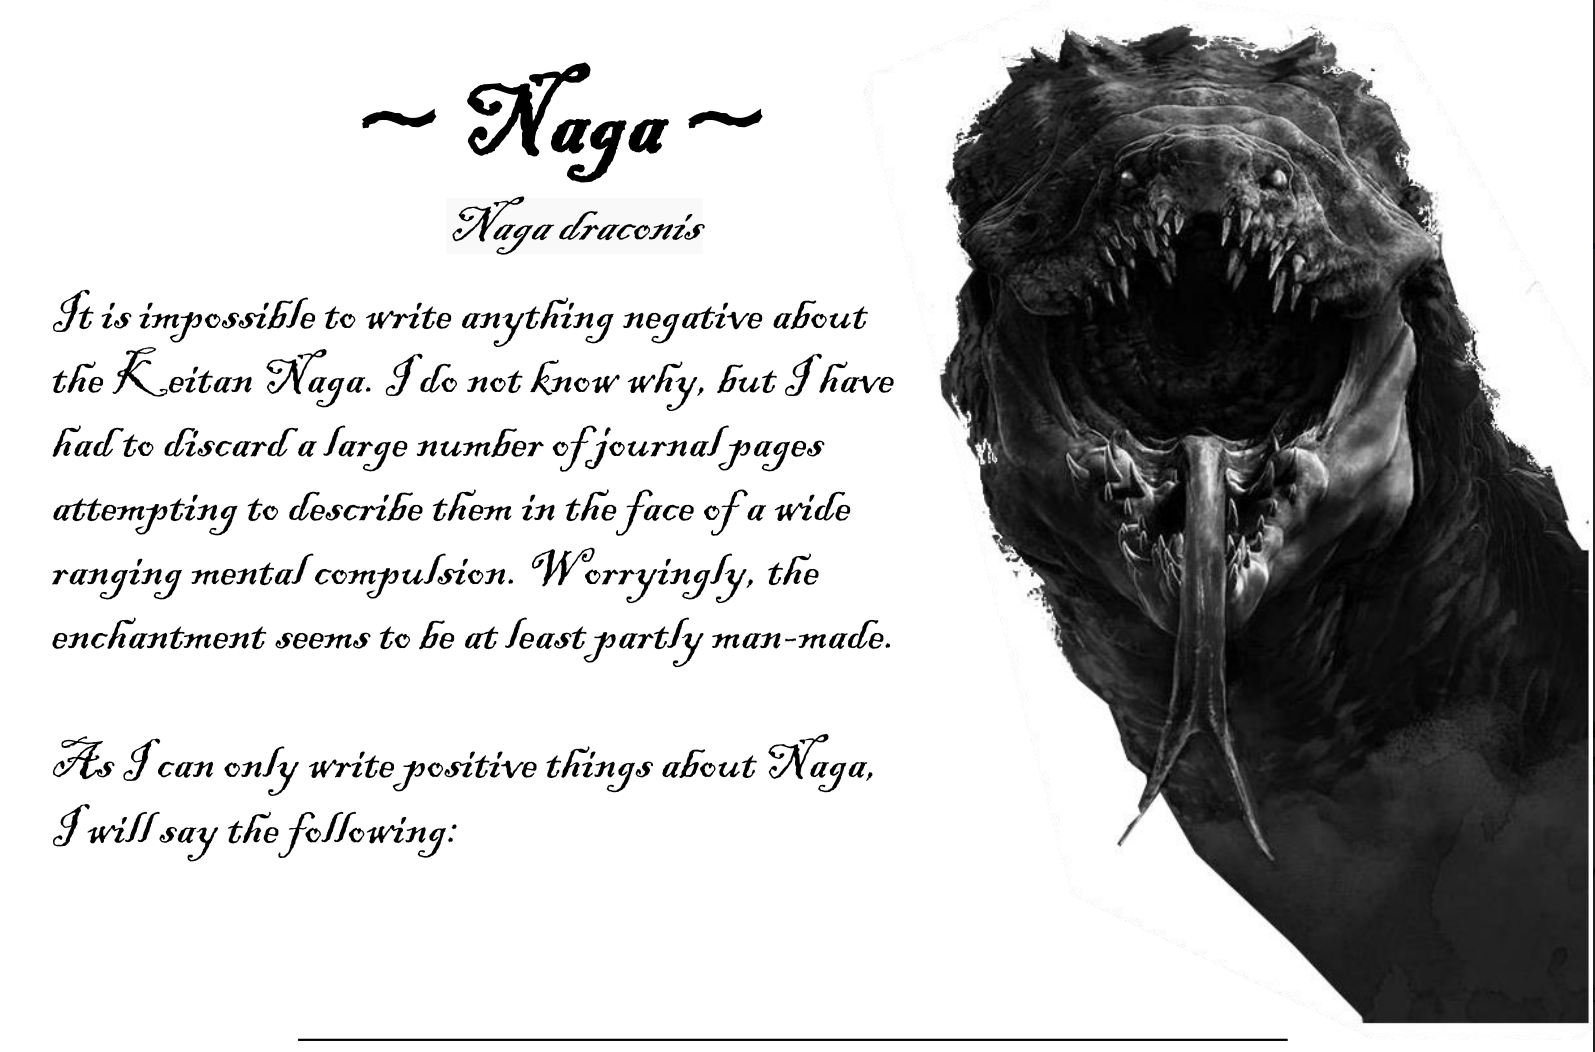 ~ Naga ~
Naga draconis
It is impossible to write anything negative about
the Keitan Naga. I do not know why, but I have
had to discard a large number of journal pages
attempting to describe them in the face of a wide
ranging mental compulsion. Worryingly, the
enchantment seems to be at least partly man-made.
As I can only write positive things about Naga,
I will say the following: